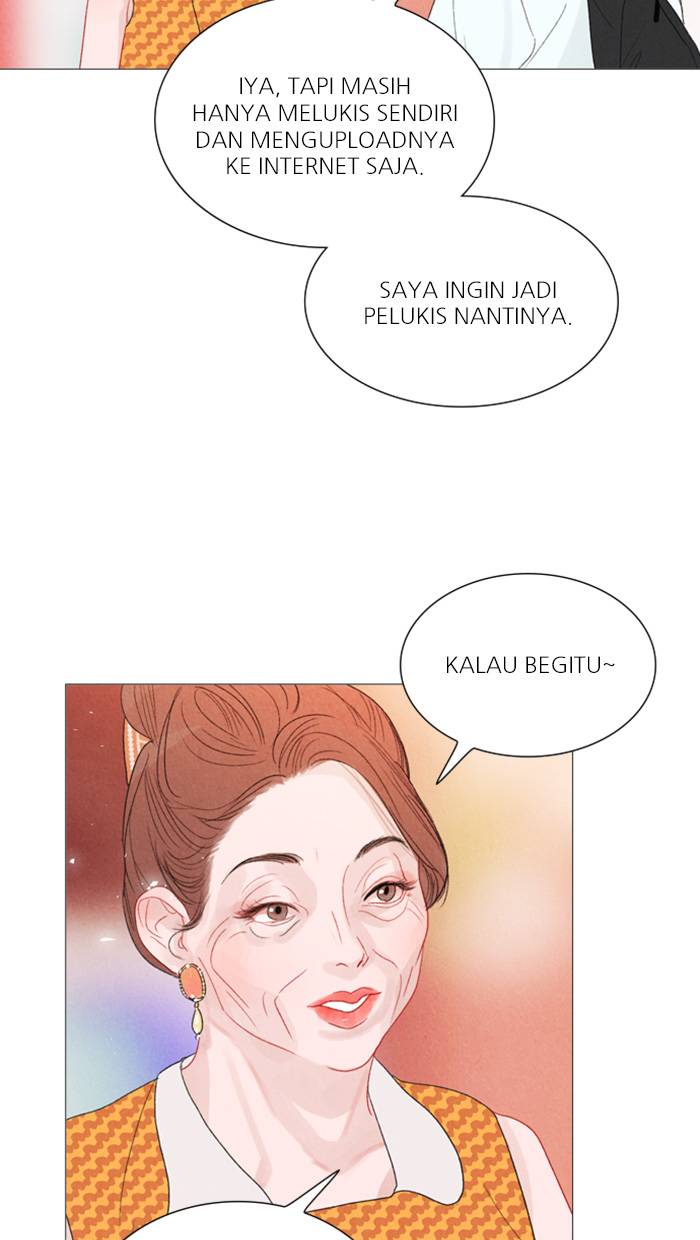 IYA, TAPI MASIH
HANYA MELUKIS SENDIRI
DAN MENGUPLOADNYA
KE INTERNET SAJA.
SAYA INGIN JADI
PELUKIS NANTINYA.
KALAU BEGITU~